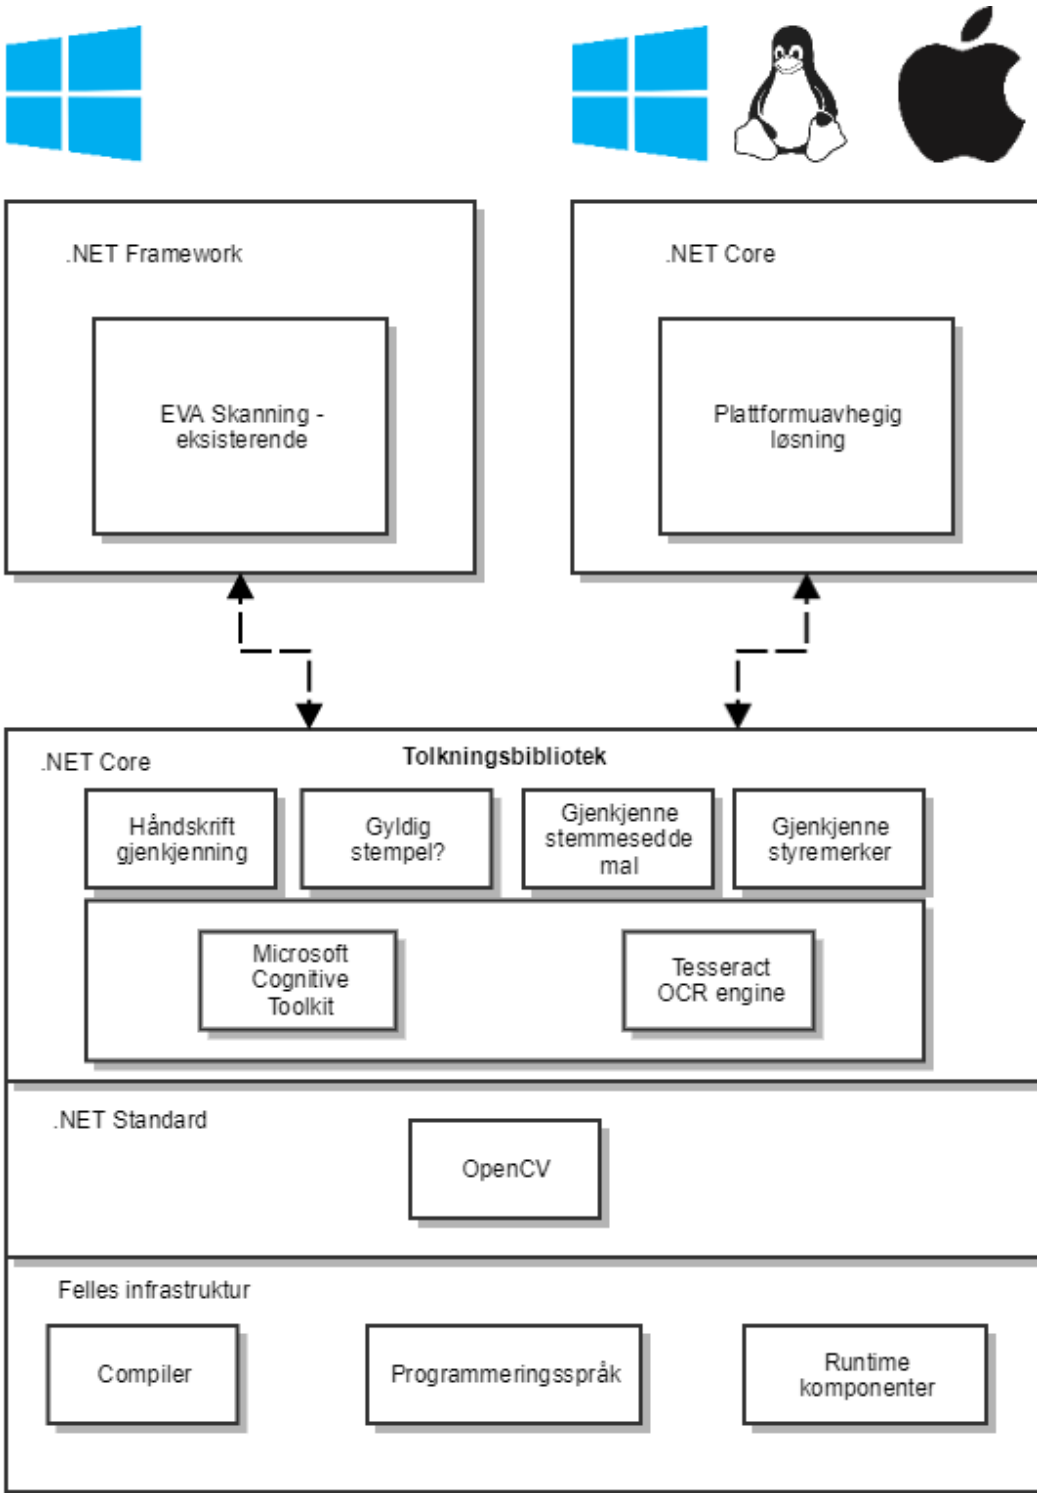 .NET Framework
.NET Core
EVA Skanning -
eksisterende
Plattformuavhegig
løsning
.NET Core
Tolkningsbibliotek
Håndskrift
gjenkjenning
Gyldig
stempel?
Gjenkjenne
stemmesedde
mal
Gjenkjenne
styremerker
Microsoft
Cognitive
Toolkit
Tesseract
OCR engine
.NET Standard
OpenCV
Felles infrastruktur
Compiler
Programmeringsspråk
Runtime
komponenter